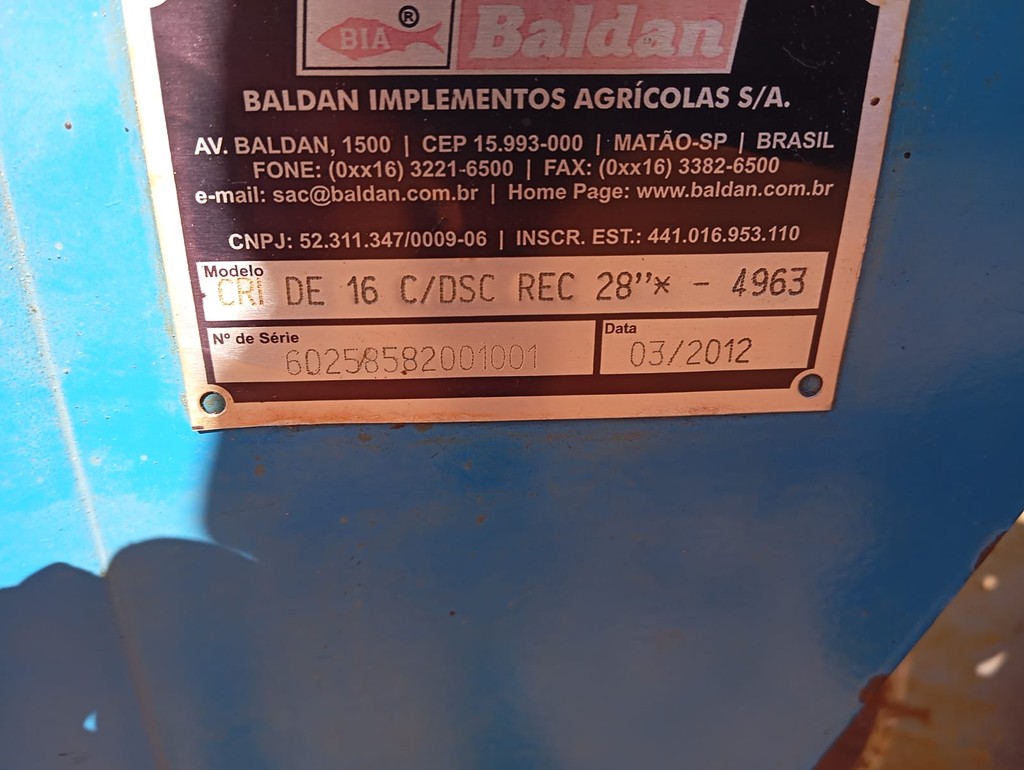 BIA ® Baldan
BALDAN IMPLEMENTOS AGRÍCOLAS S/A.
AV. BALDAN, 1500 | CEP 15.993-000 | MATÃO-SP | BRASIL
FONE: (0xx16) 3221-6500 | FAX: (0xx16) 3382-6500
e-mail: sac@baldan.com.br | Home Page: www.baldan.com.br
CNPJ: 52.311.347/0009-06 | INSCR. EST.: 441.016.953.110
Modelo
CRI DE 16 C/DSC REC 28”* - 4963
Nº de Série
60258582001001
Data
03/2012